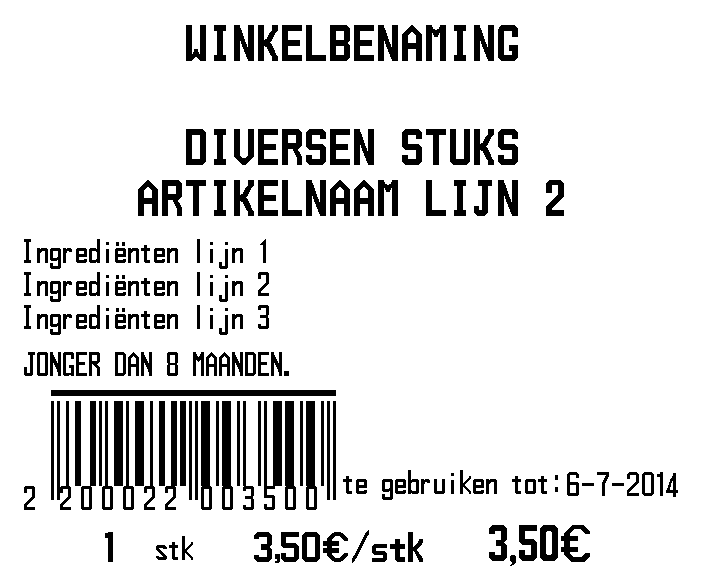 WINKELBENAMING
DIVERSEN STUKS
ARTIKELNAAM LIJN 2
Ingrediënten lijn 1
Ingrediënten lijn 2
Ingrediënten lijn 3
JONGER DAN 8 MAANDEN.
2 200022 003500 te gebruiken tot:6-7-2014
1 stk 3,50€/stk 3,50€